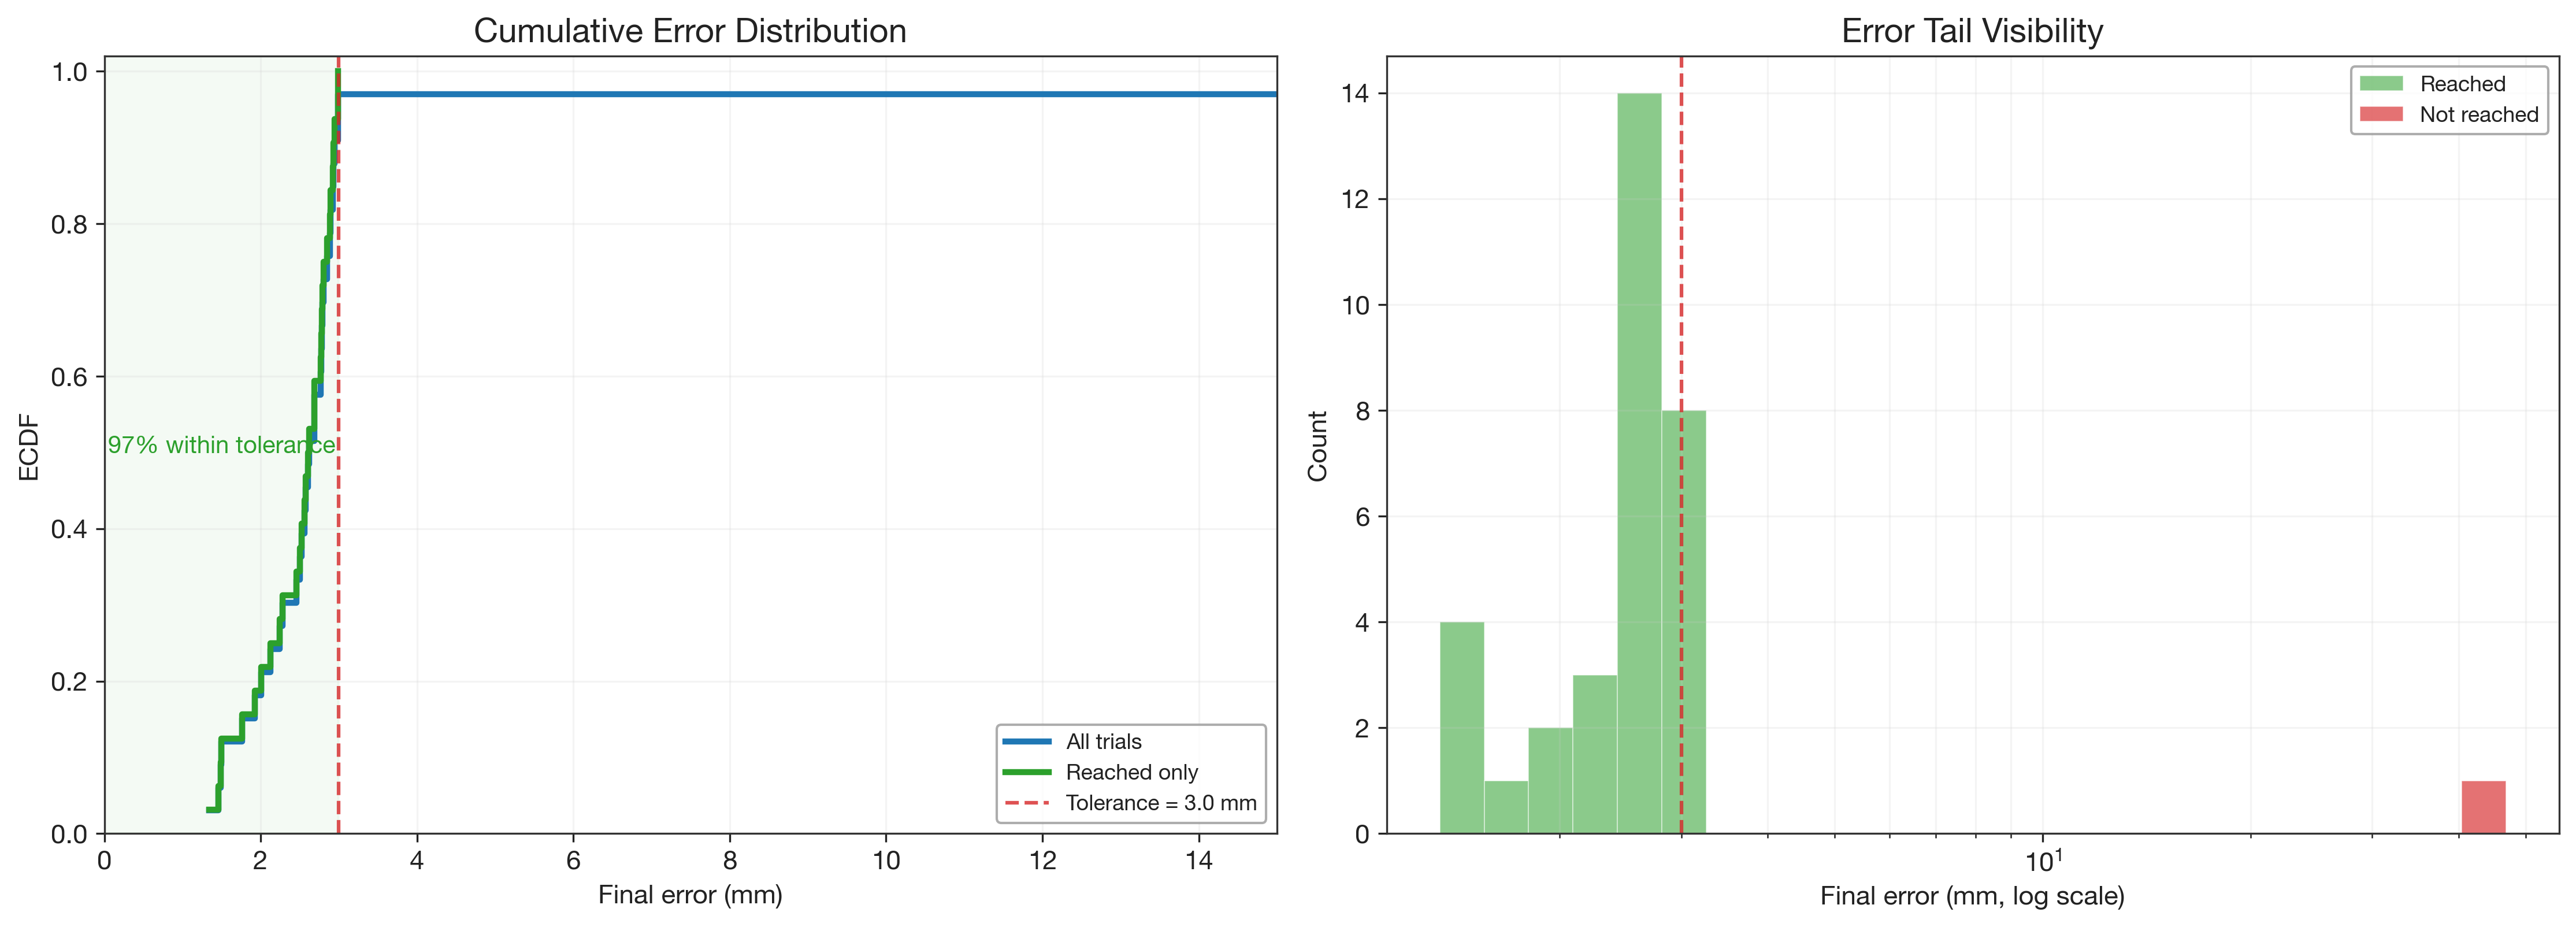 Cumulative Error Distribution
1.0
0.8
0.6
0.4
0.2
0.0
ECDF
97% within tolerance
All trials
Reached only
Tolerance = 3.0 mm
0 2 4 6 8 10 12 14
Final error (mm)
Error Tail Visibility
14
12
10
8
6
4
2
0
Count
Reached
Not reached
10¹
Final error (mm, log scale)